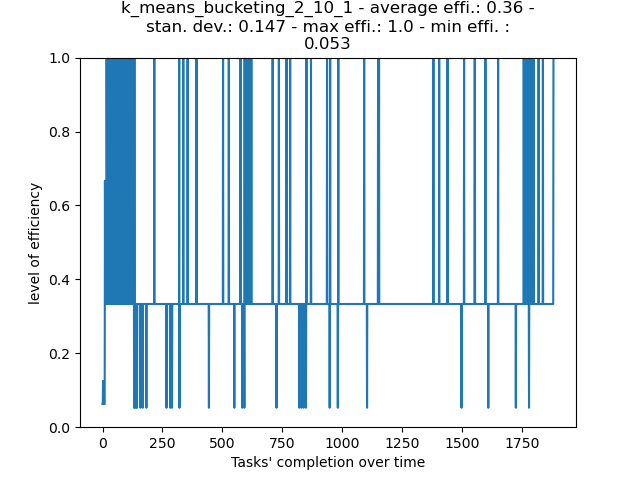 k_means_bucketing_2_10_1 - average effi.: 0.36 -
stan. dev.: 0.147 - max effi.: 1.0 - min effi. :
0.053
1.0
0.8
0.6
0.4
0.2
0.0
level of efficiency
0 250 500 750 1000 1250 1500 1750
Tasks' completion over time